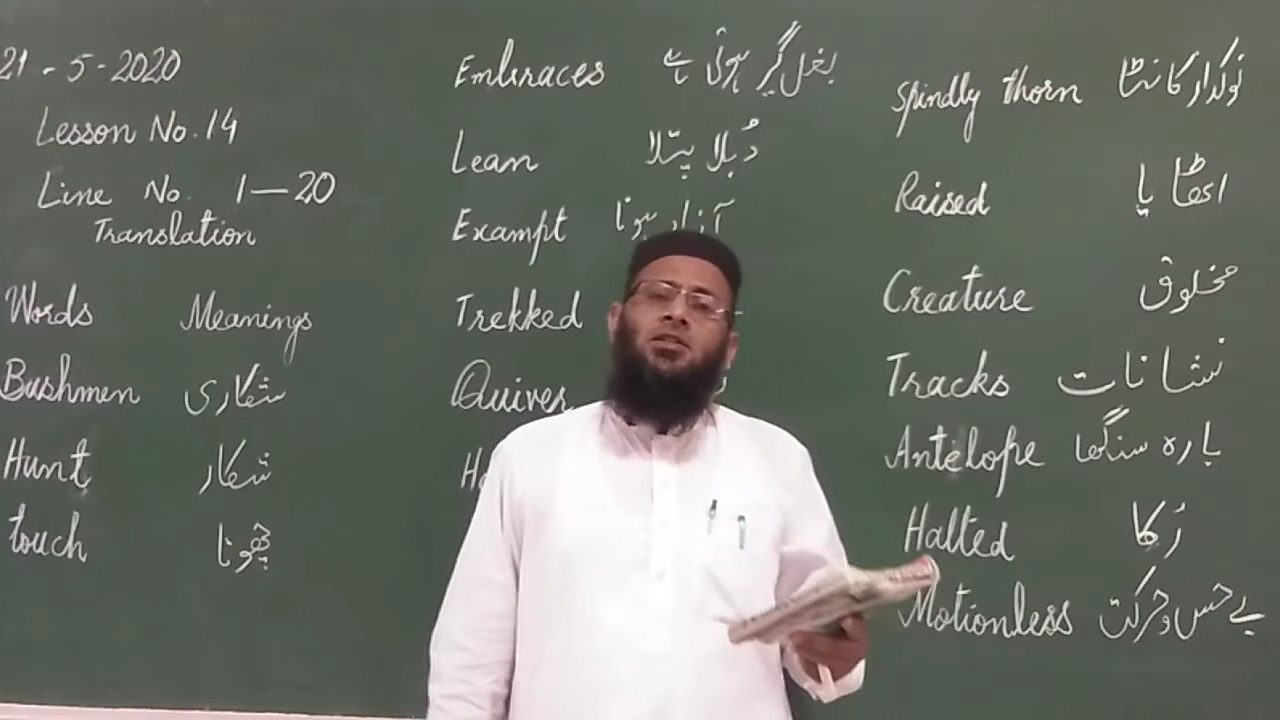 21-5-2020
Lesson No. 14
Line No. 1—20
Translation
Words Meanings
Bushmen شکاری
Hunt شکار
touch چھونا
Embraces بغل گیر ہوتی ہے
Lean دُبلا پتلا
Exampt آزاد ہونا
Trekked
Quiver
Spindly thorn نوکدار کانٹا
Raised اٹھایا
Creature مخلوق
Tracks نشانات
Antelope بارہ سنگھا
Halted رُکا
Motionless بے حس و حرکت